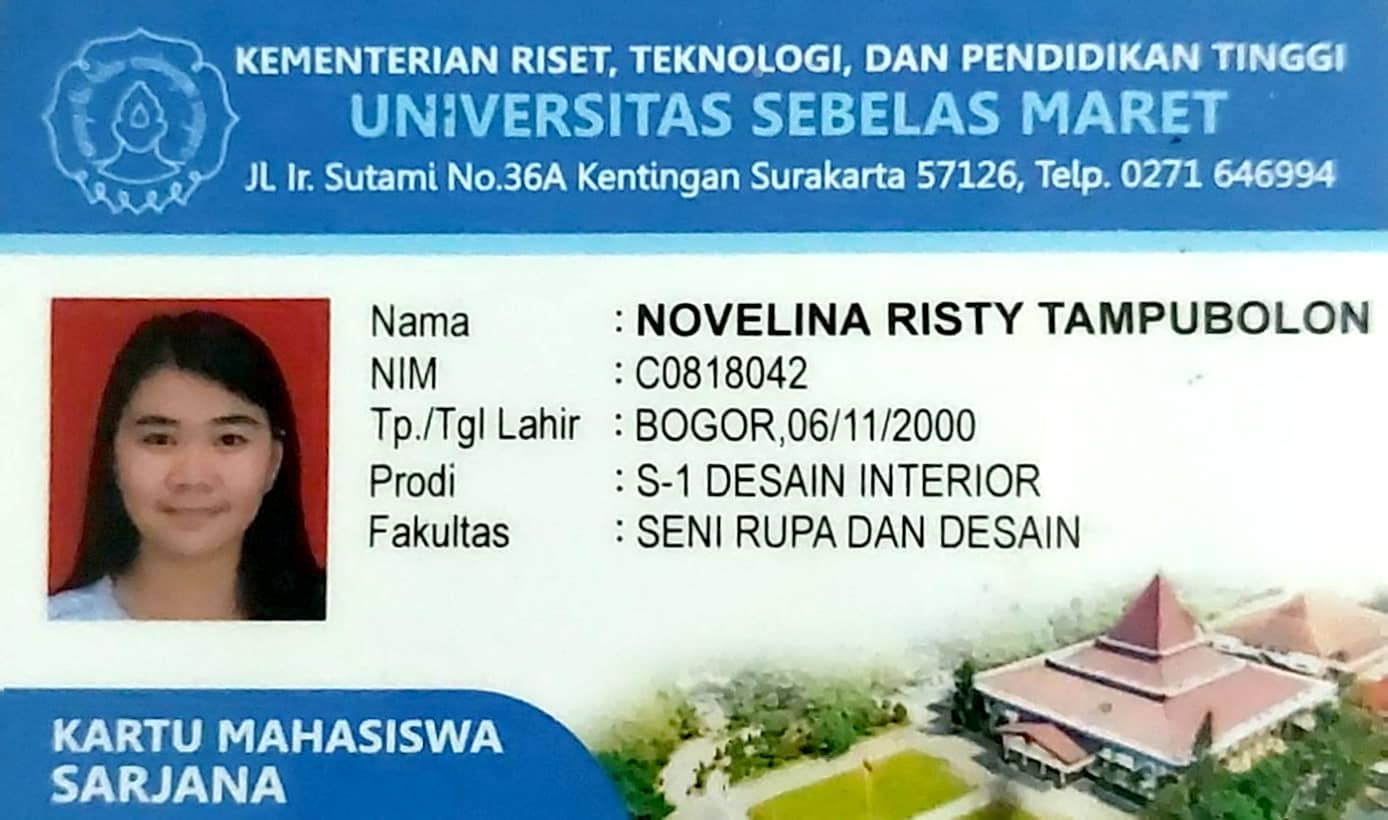 KEMENTERIAN RISET, TEKNOLOGI, DAN PENDIDIKAN TINGGI
UNIVERSITAS SEBELAS MARET
Jl. Ir. Sutami No.36A Kentingan Surakarta 57126, Telp. 0271 646994
Nama : NOVELINA RISTY TAMPUBOLON
NIM : C0818042
Tp./Tgl Lahir : BOGOR,06/11/2000
Prodi : S-1 DESAIN INTERIOR
Fakultas : SENI RUPA DAN DESAIN
KARTU MAHASISWA
SARJANA